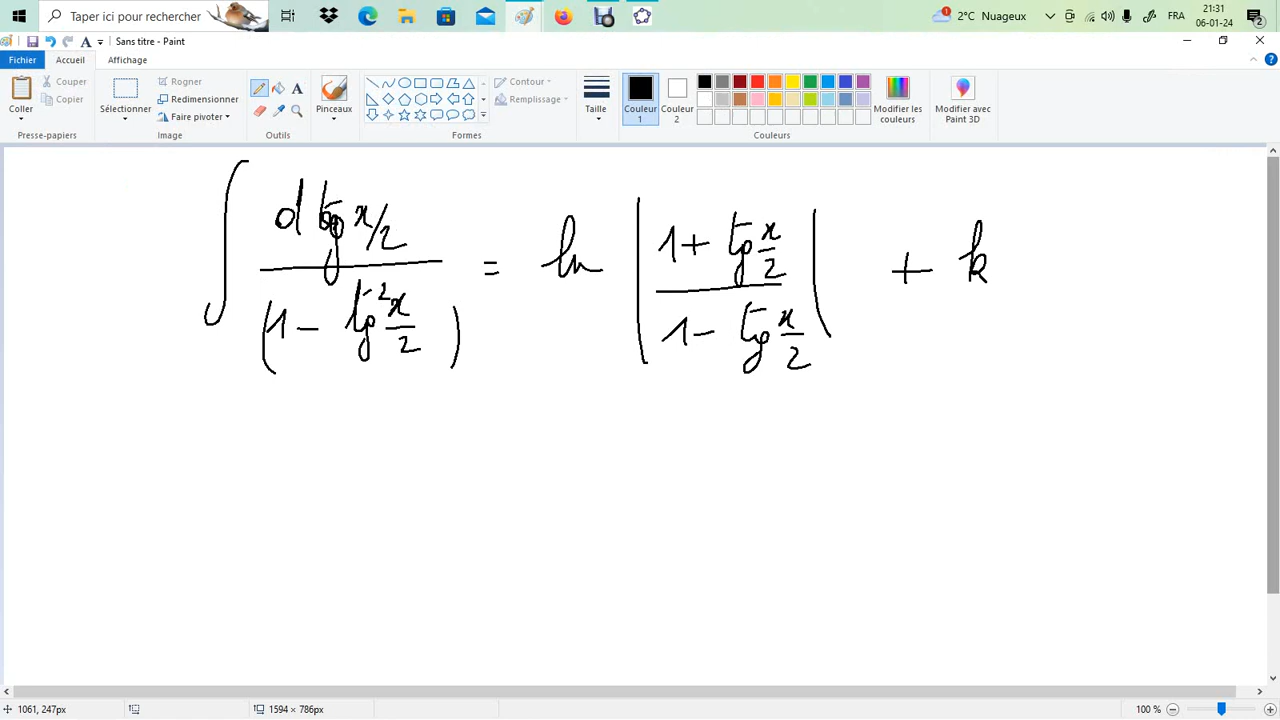 Taper ici pour rechercher
2°C Nuageux
FRA
21:31
06-01-24
2
Sans titre - Paint
Fichier Accueil Affichage
Coller
Couper
Copier
Presse-papiers
Sélectionner
Rogner
Redimensionner
Faire pivoter
Image
A
Outils
Pinceaux
Contour
Remplissage
Formes
Taille
Couleur 1
Couleur 2
Modifier les couleurs
Couleurs
Modifier avec Paint 3D
∫ d tg x/2 / (1 - tg² x/2) = ln | (1 + tg x/2) / (1 - tg x/2) | + k
1061, 247px
1594 × 786px
100 %